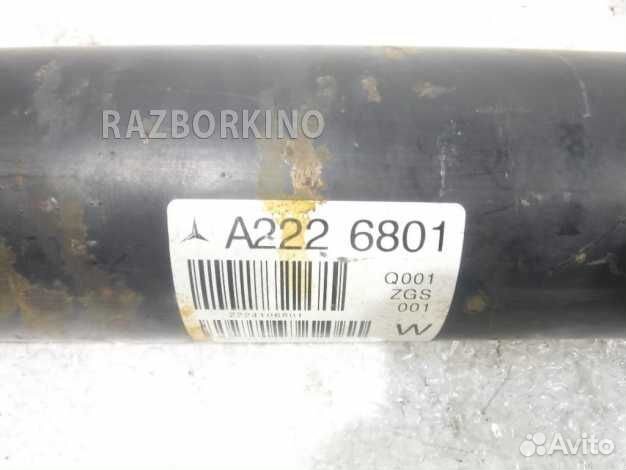 RAZBORKINO
A222 6801
Q001
ZGS
001
2224106801
W
Avito